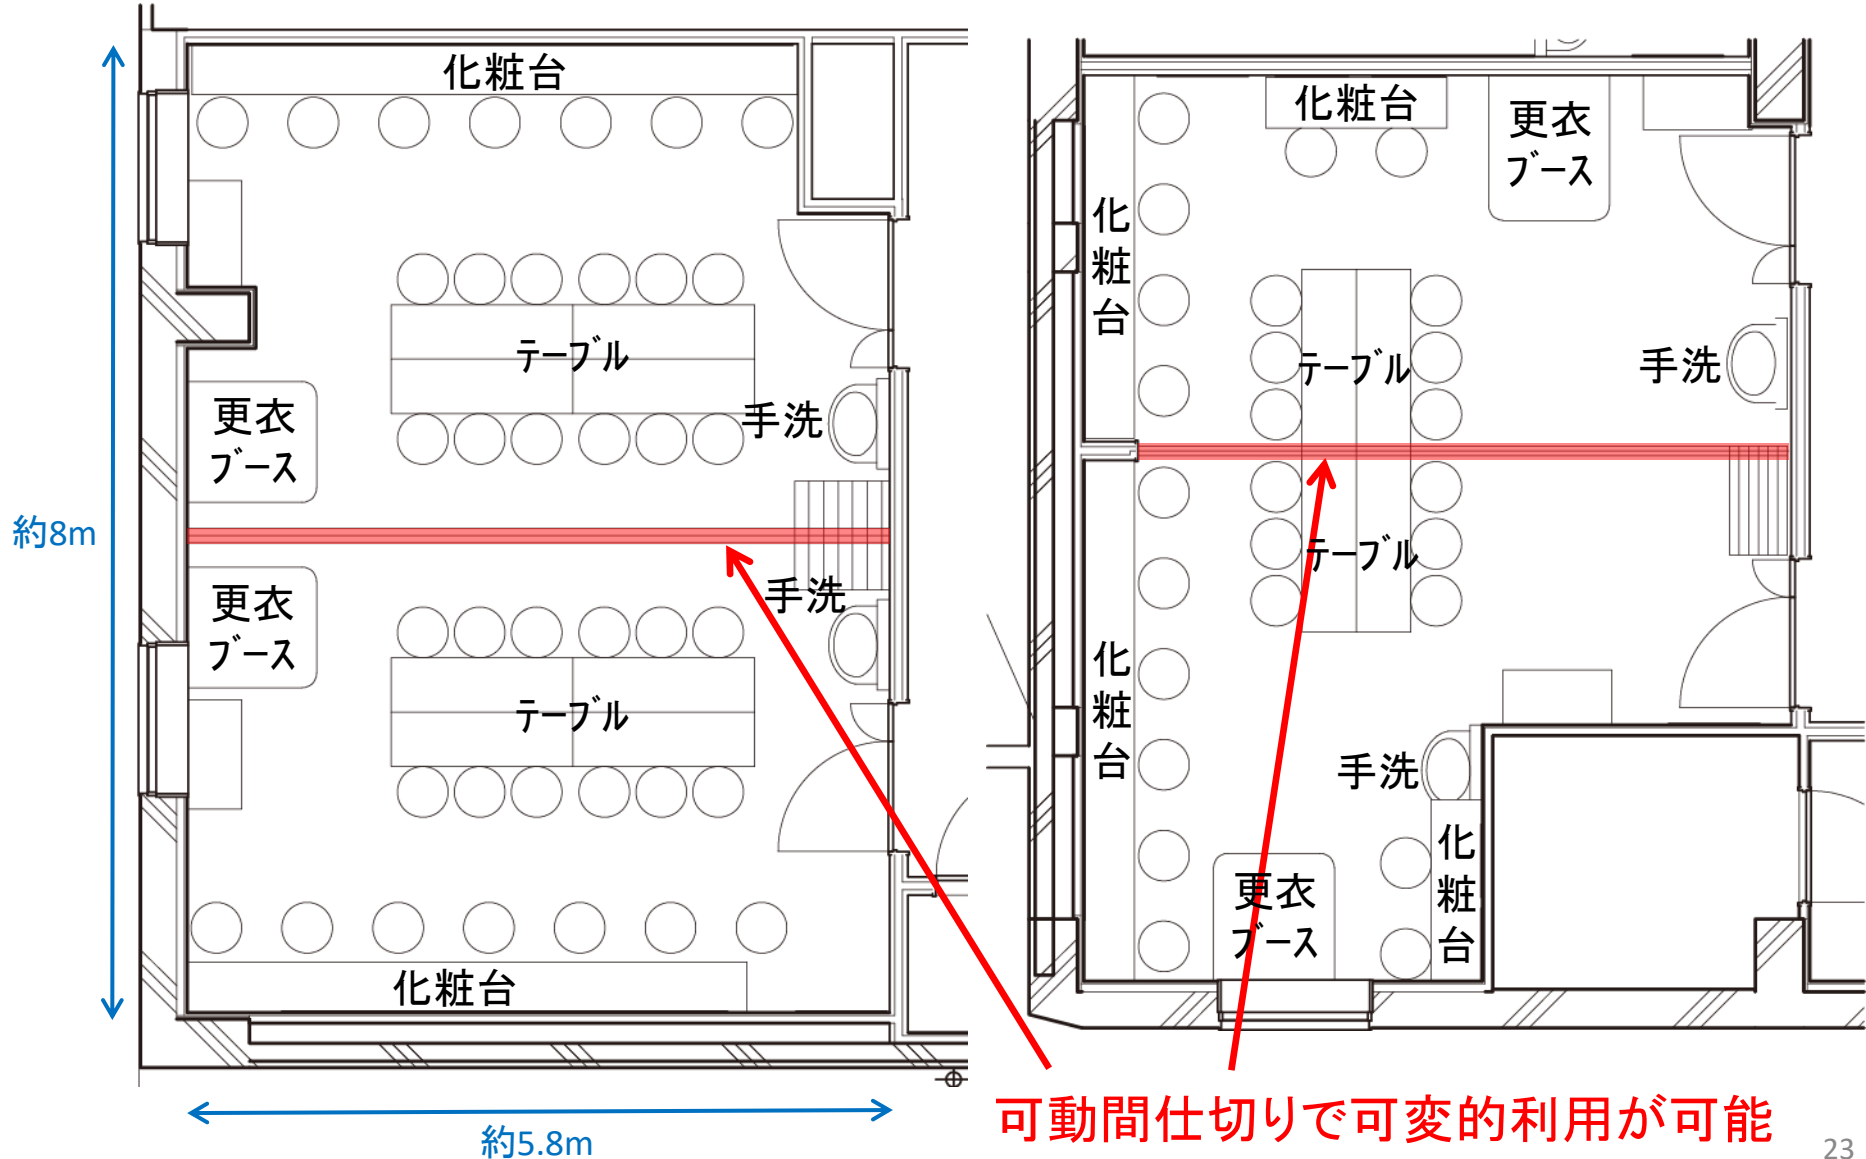 化粧台
更衣
ブース
テーブル
手洗
更衣
ブース
手洗
テーブル
化粧台
約8m
約5.8m
化粧台
更衣
ブース
化粧台
テーブル
手洗
テーブル
化粧台
手洗
更衣
ブース
化粧台
可動間仕切りで可変的利用が可能
23